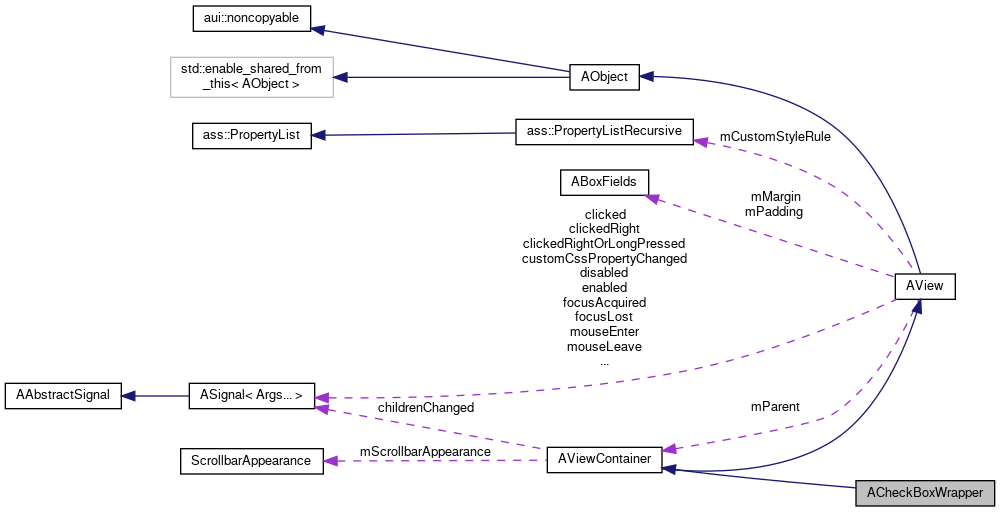 aui::noncopyable
std::enable_shared_from
_this< AObject >
AObject
ass::PropertyList
ass::PropertyListRecursive
mCustomStyleRule
ABoxFields
mMargin
mPadding
clicked
clickedRight
clickedRightOrLongPressed
customCssPropertyChanged
disabled
enabled
focusAcquired
focusLost
mouseEnter
mouseLeave
...
AView
AAbstractSignal
ASignal< Args... >
childrenChanged
mParent
ScrollbarAppearance
mScrollbarAppearance
AViewContainer
ACheckBoxWrapper